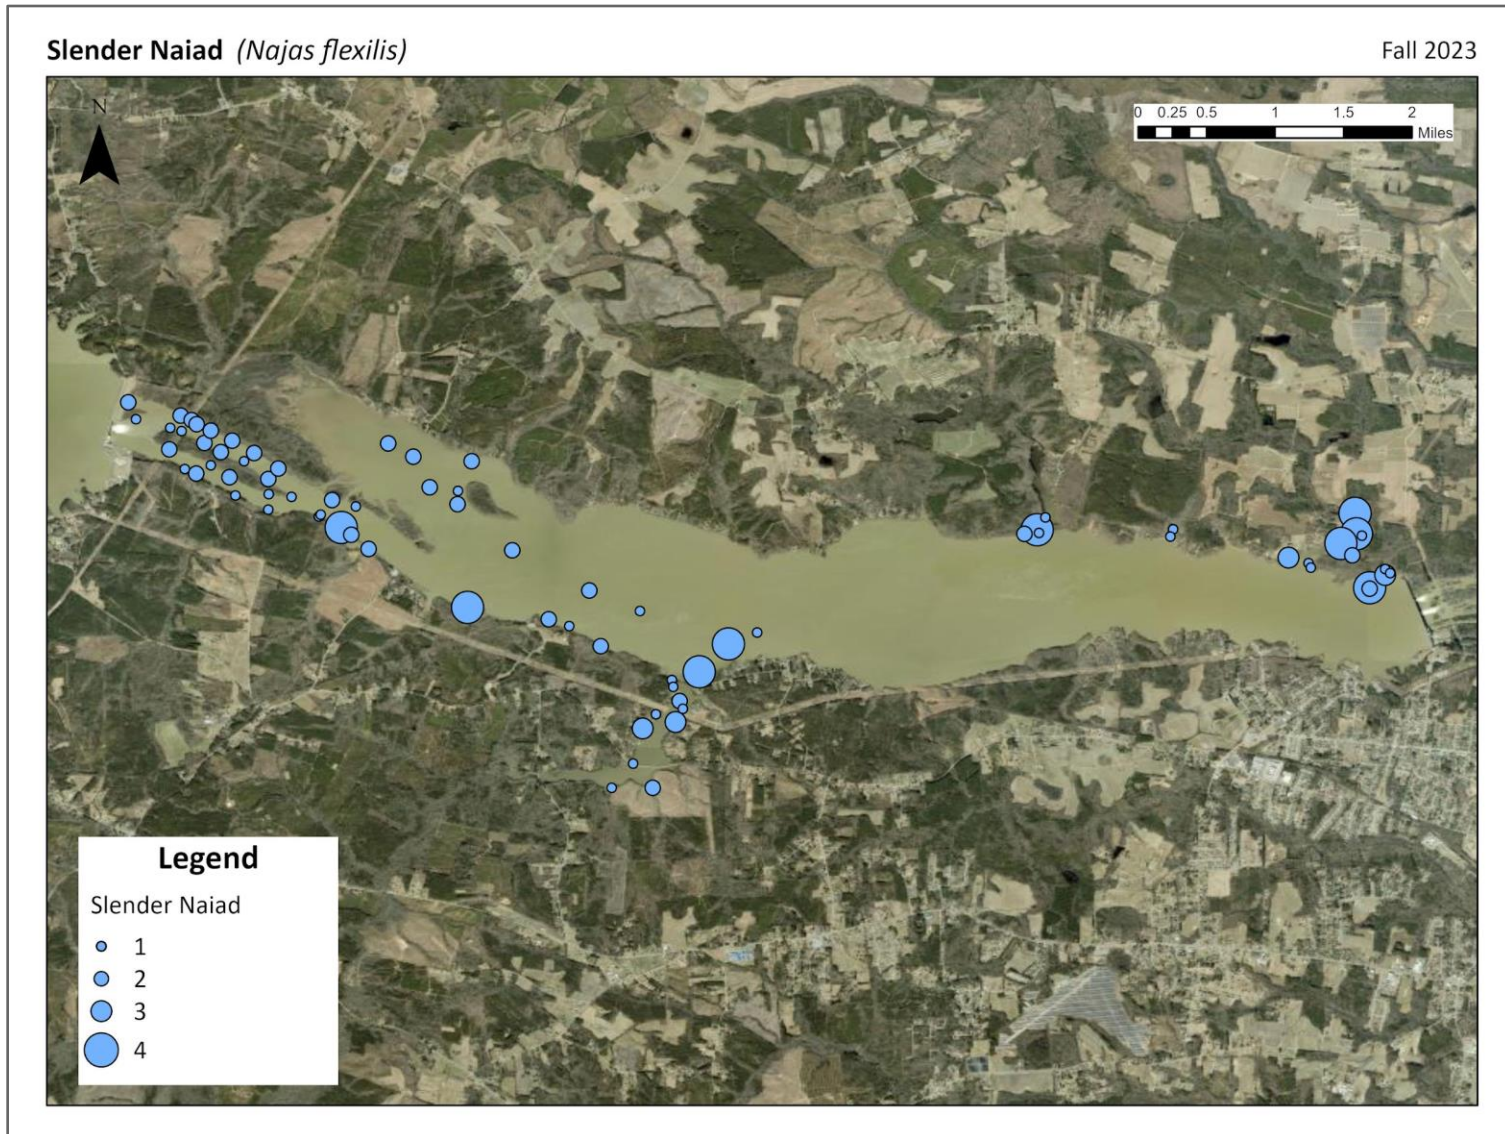 Slender Naiad (Najas flexilis)
Fall 2023
N
0 0.25 0.5 1 1.5 2
Miles
Legend
Slender Naiad
1
2
3
4